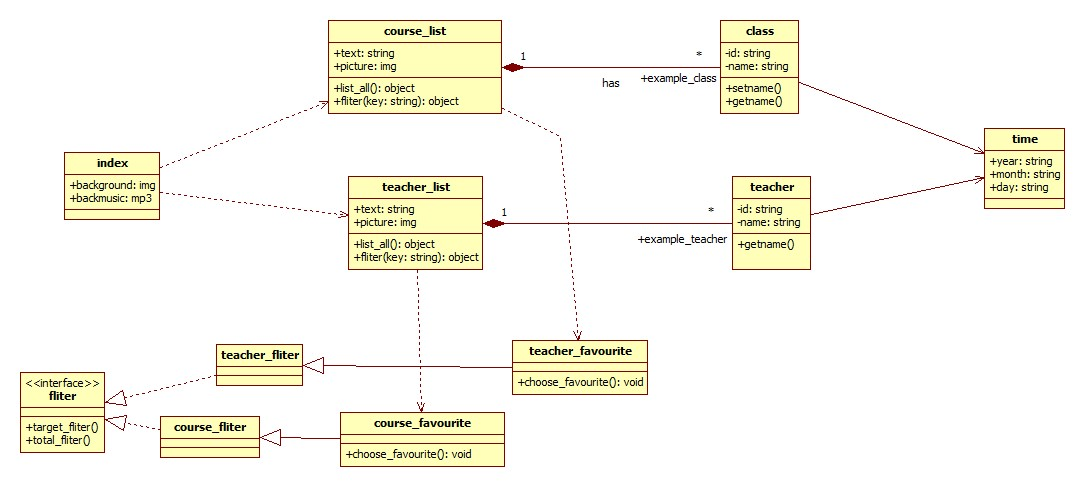 course_list
+text: string
+picture: img
+list_all(): object
+fliter(key: string): object
1
has
*
+example_class
class
-id: string
-name: string
+setname()
+getname()
time
+year: string
+month: string
+day: string
index
+background: img
+backmusic: mp3
teacher_list
+text: string
+picture: img
+list_all(): object
+fliter(key: string): object
1
*
+example_teacher
teacher
-id: string
-name: string
+getname()
teacher_fliter
teacher_favourite
+choose_favourite(): void
<<interface>>
fliter
+target_fliter()
+total_fliter()
course_fliter
course_favourite
+choose_favourite(): void